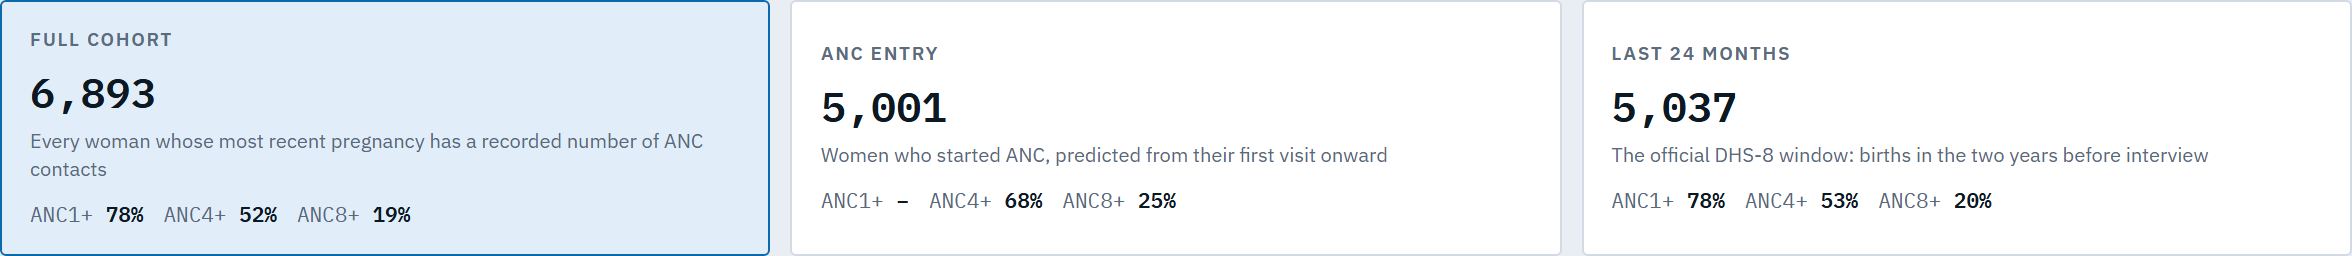 FULL COHORT
6,893
Every woman whose most recent pregnancy has a recorded number of ANC
contacts
ANC1+ 78% ANC4+ 52% ANC8+ 19%
ANC ENTRY
5,001
Women who started ANC, predicted from their first visit onward
ANC1+ – ANC4+ 68% ANC8+ 25%
LAST 24 MONTHS
5,037
The official DHS-8 window: births in the two years before interview
ANC1+ 78% ANC4+ 53% ANC8+ 20%